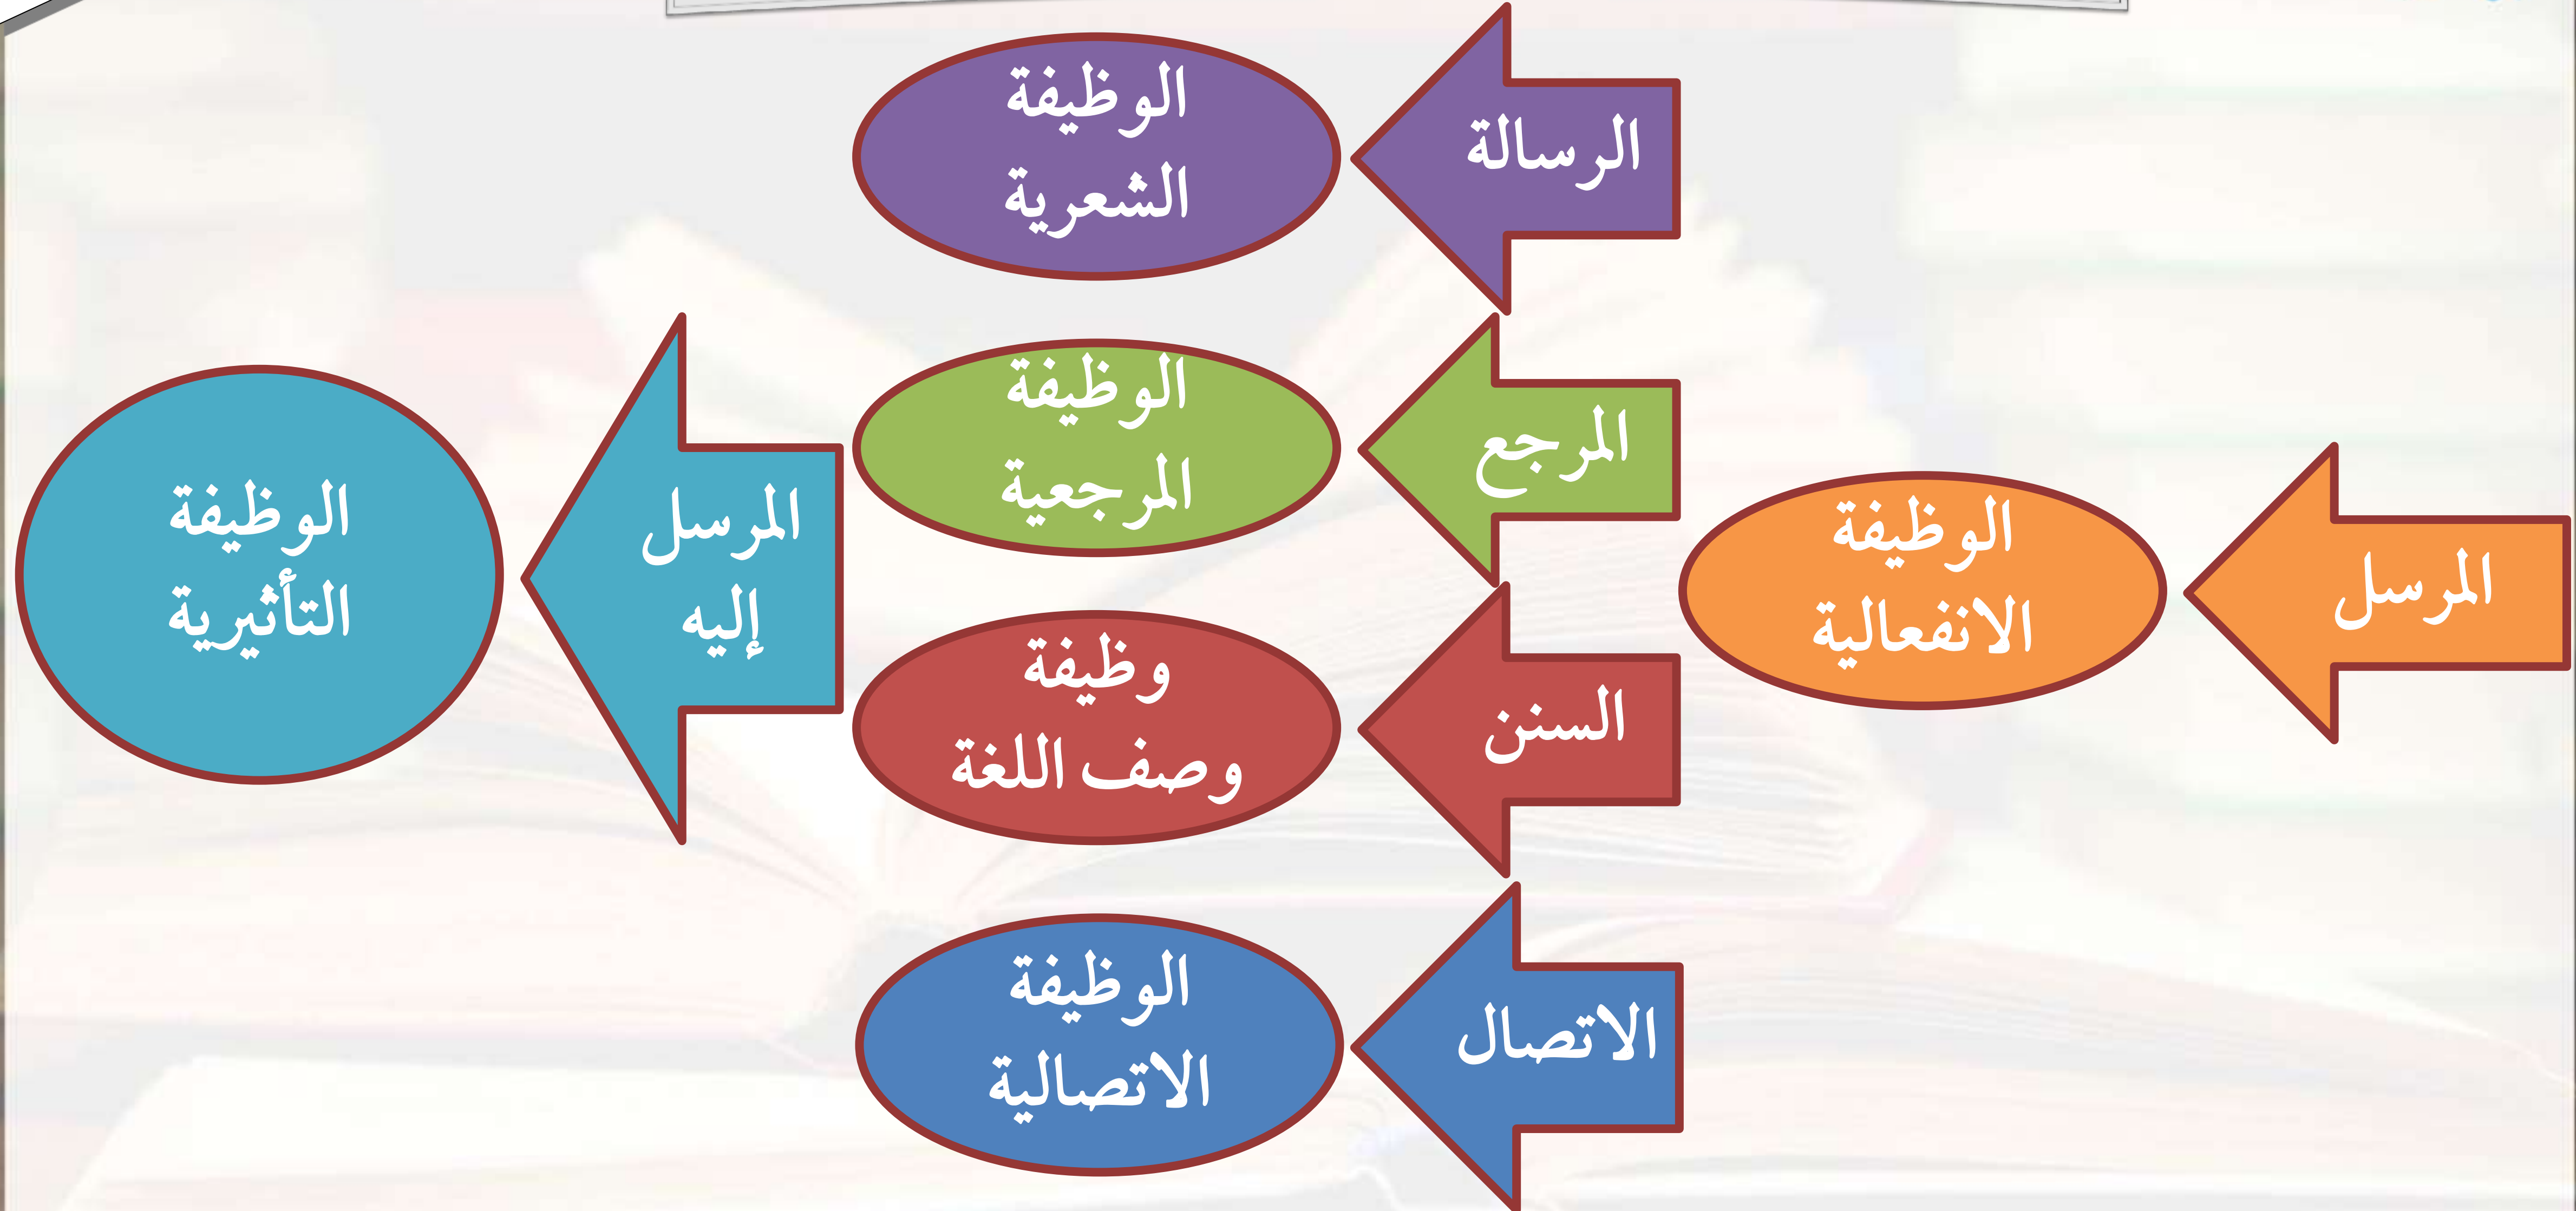 المرسل
الوظيفة
الانفعالية
الرسالة
الوظيفة
الشعرية
المرجع
الوظيفة
المرجعية
السنن
وظيفة
وصف اللغة
الاتصال
الوظيفة
الاتصالية
المرسل
إليه
الوظيفة
التأثيرية